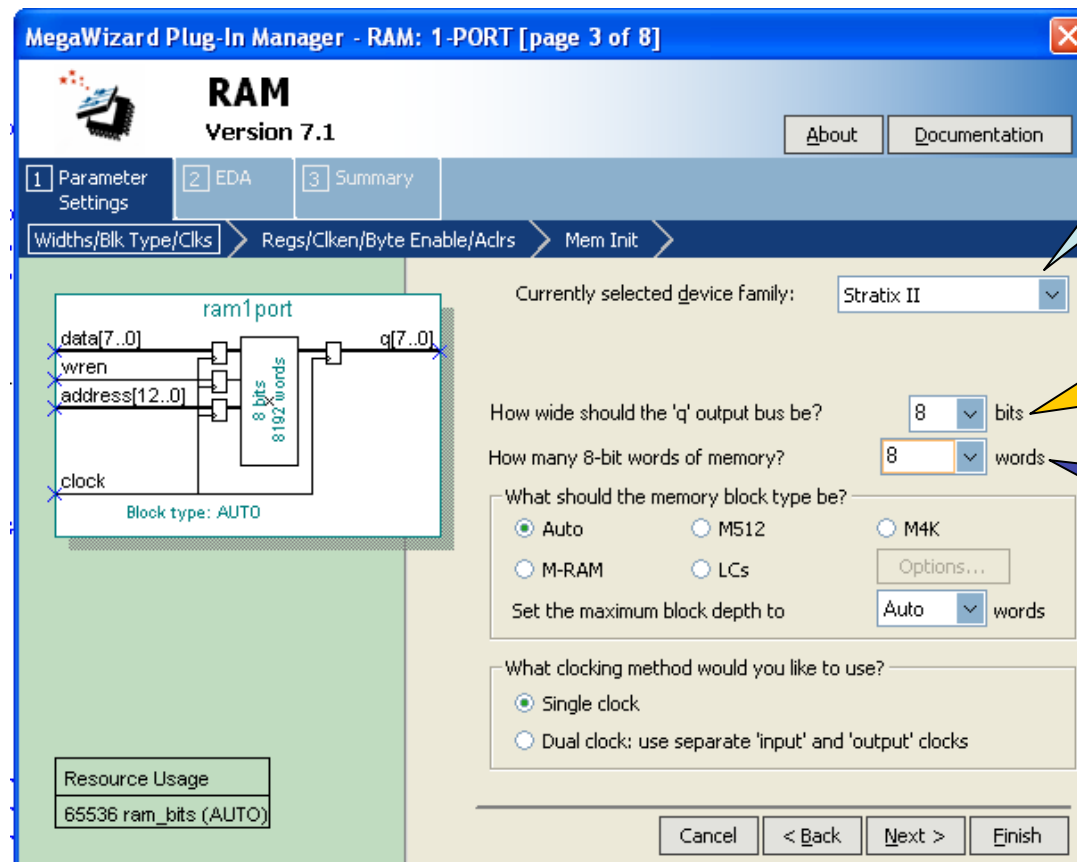 MegaWizard Plug-In Manager - RAM: 1-PORT [page 3 of 8]
RAM
Version 7.1
About
Documentation
1 Parameter Settings
2 EDA
3 Summary
Widths/Blk Type/Clks
Regs/Clken/Byte Enable/Aclrs
Mem Init
ram1port
data[7..0]
q[7..0]
wren
address[12..0]
8 bits
8192 words
clock
Block type: AUTO
Currently selected device family:
Stratix II
How wide should the 'q' output bus be?
8
bits
How many 8-bit words of memory?
8
words
What should the memory block type be?
Auto
M512
M4K
M-RAM
LCs
Options...
Set the maximum block depth to
Auto
words
What clocking method would you like to use?
Single clock
Dual clock: use separate 'input' and 'output' clocks
Resource Usage
65536 ram_bits (AUTO)
Cancel
< Back
Next >
Finish